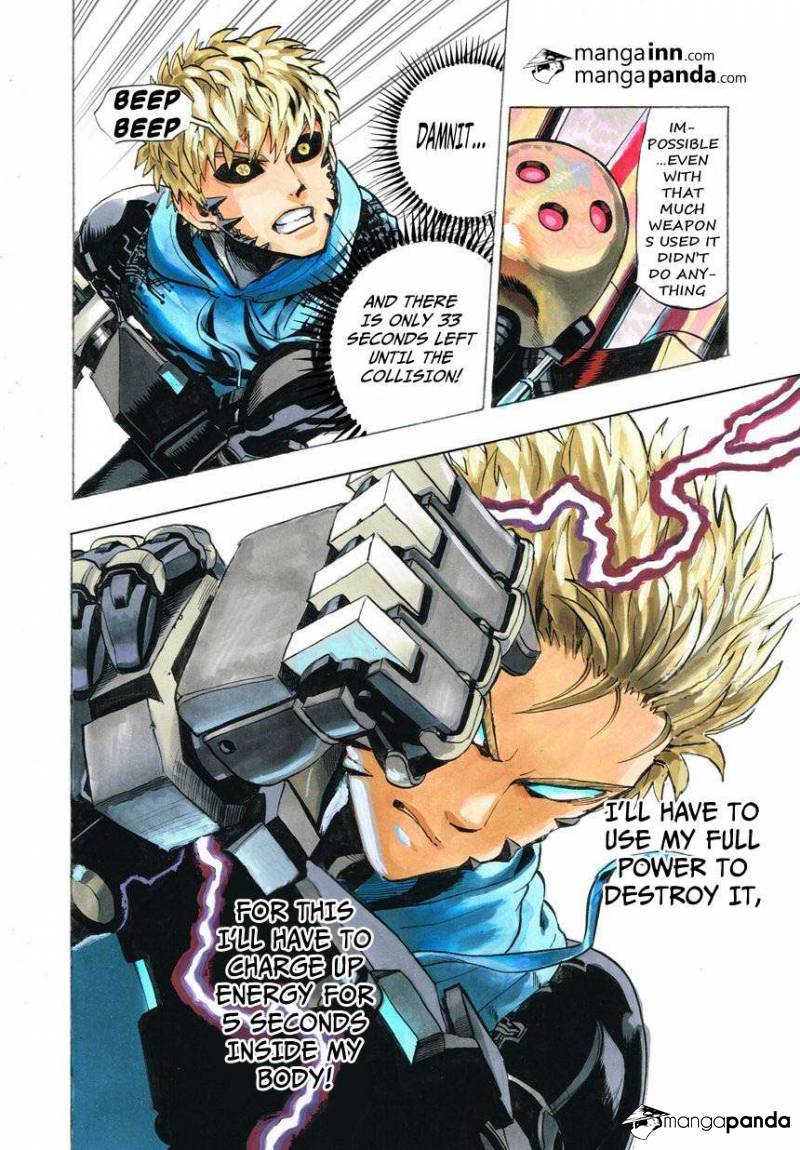 mangainn.com
mangapanda.com
IM-
POSSIBLE
...EVEN
WITH
THAT
MUCH
WEAPON
S USED IT
DIDN'T
DO ANY-
THING
DAMNIT...
BEEP
BEEP
AND THERE
IS ONLY 33
SECONDS LEFT
UNTIL THE
COLLISION!
I'LL HAVE TO
USE MY FULL
POWER TO
DESTROY IT,
FOR THIS
I'LL HAVE TO
CHARGE UP
ENERGY FOR
5 SECONDS
INSIDE MY
BODY!
mangapanda